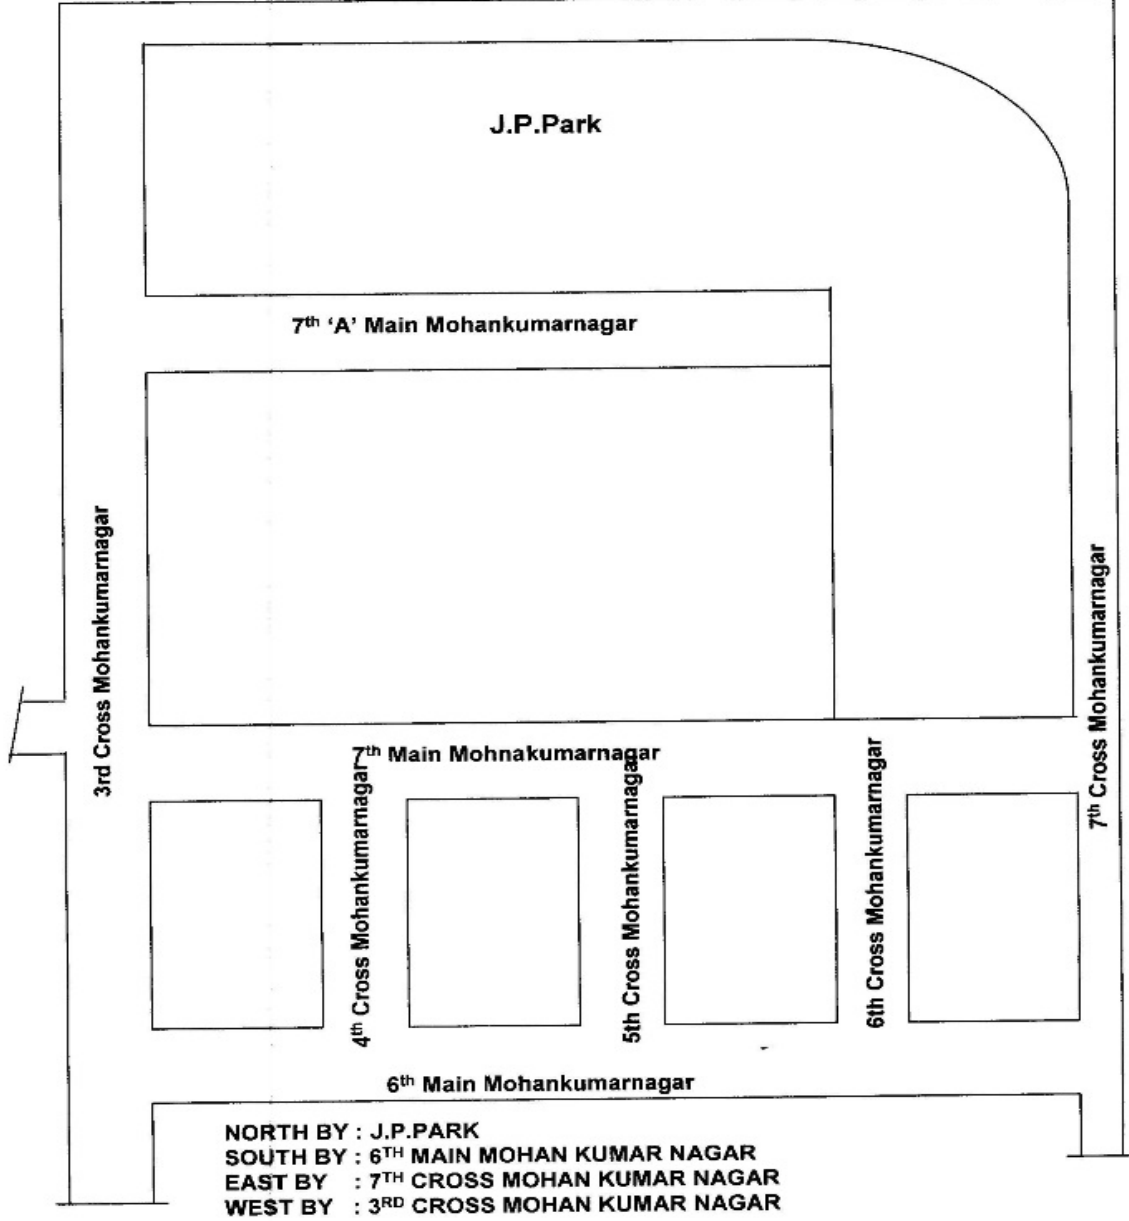 J.P.Park
7th ‘A’ Main Mohankumarnagar
3rd Cross Mohankumarnagar
7th Cross Mohankumarnagar
7th Main Mohnakumarnagar
4th Cross Mohankumarnagar
5th Cross Mohankumarnagar
6th Cross Mohankumarnagar
6th Main Mohankumarnagar
NORTH BY : J.P.PARK
SOUTH BY : 6TH MAIN MOHAN KUMAR NAGAR
EAST BY : 7TH CROSS MOHAN KUMAR NAGAR
WEST BY : 3RD CROSS MOHAN KUMAR NAGAR